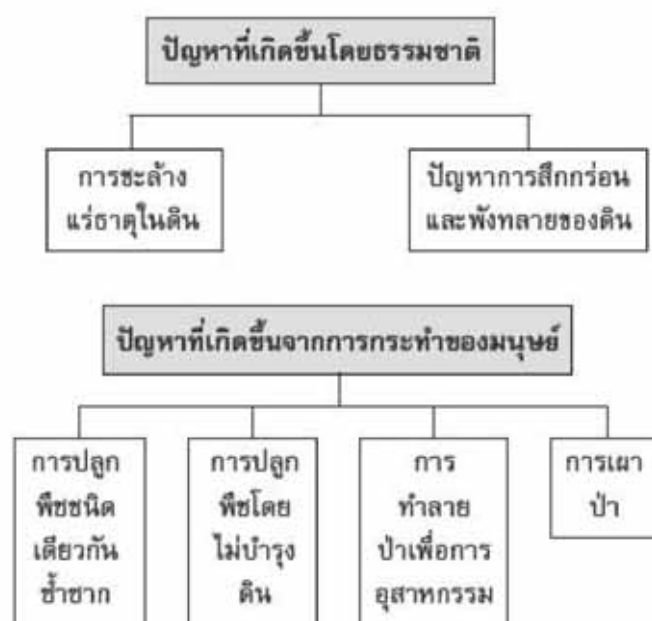 ปัญหาที่เกิดขึ้นโดยธรรมชาติ
การชะล้าง
แร่ธาตุในดิน
ปัญหาการสึกกร่อน
และพังทลายของดิน
ปัญหาที่เกิดขึ้นจากการกระทำของมนุษย์
การปลูก
พืชชนิด
เดียวกัน
ซ้ำซาก
การปลูก
พืชโดย
ไม่บำรุง
ดิน
การ
ทำลาย
ป่าเพื่อการ
อุสาหกรรม
การเผา
ป่า